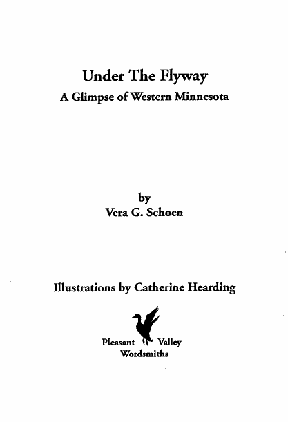 Under The Flyway
A Glimpse of Western Minnesota
by
Vera G. Schoen
Illustrations by Catherine Hearding
Pleasant Valley
Wordsmiths